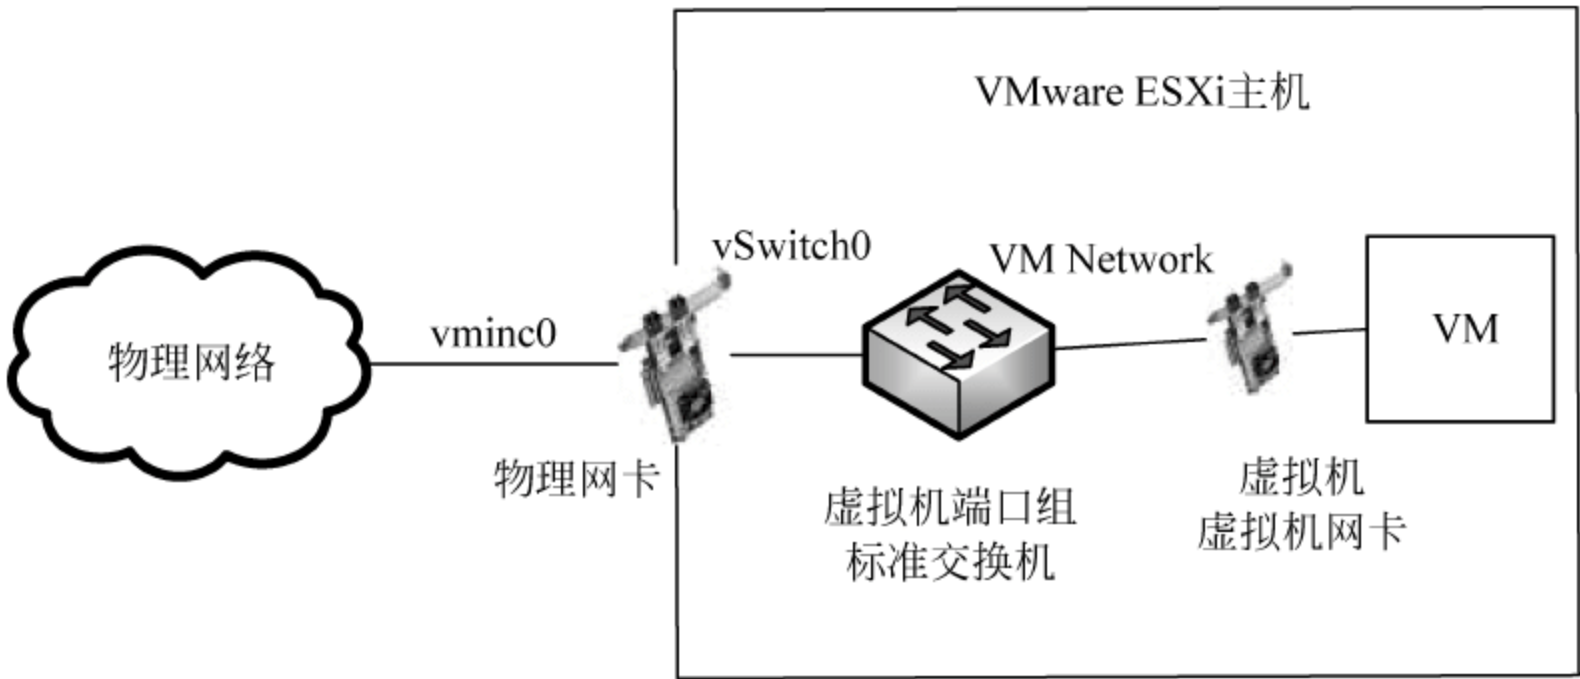 VMware ESXi主机
vSwitch0
VM Network
vminc0
物理网络
VM
物理网卡
虚拟机端口组
标准交换机
虚拟机
虚拟机网卡